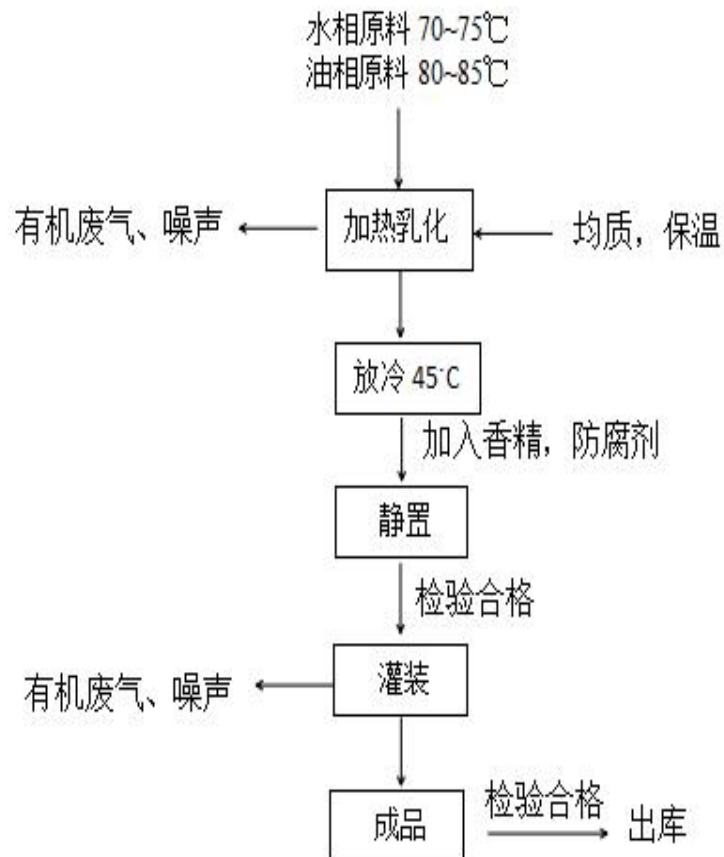 水相原料 70~75℃
油相原料 80~85℃
有机废气、噪声
加热乳化
均质，保温
放冷 45℃
加入香精，防腐剂
静置
检验合格
灌装
有机废气、噪声
成品
检验合格
出库